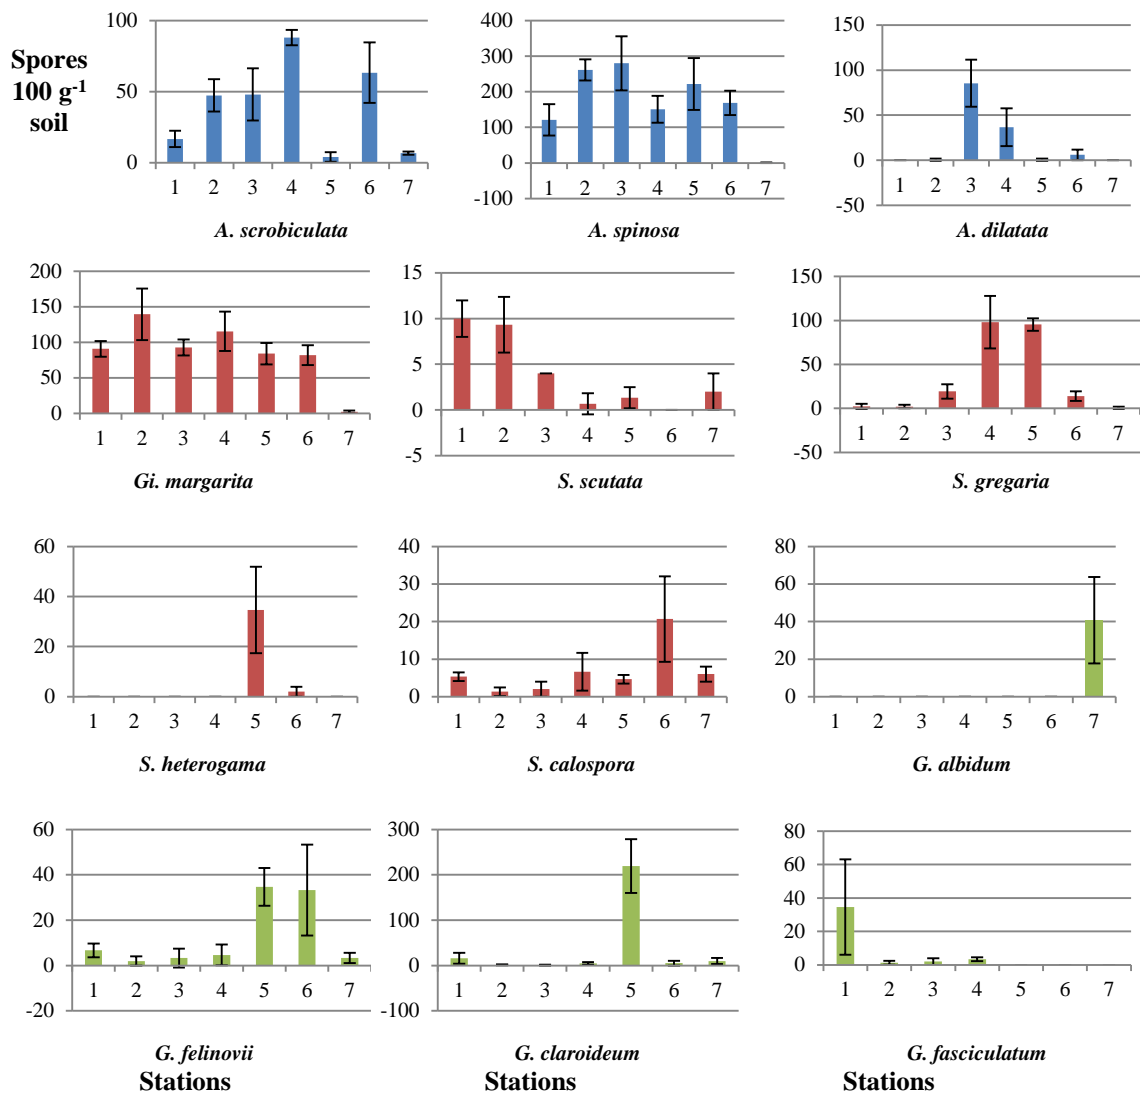 Spores
100 g-1
soil
100
50
0
1 2 3 4 5 6 7
A. scrobiculata
400
300
200
100
0
-100
1 2 3 4 5 6 7
A. spinosa
150
100
50
0
-50
1 2 3 4 5 6 7
A. dilatata
200
150
100
50
0
1 2 3 4 5 6 7
Gi. margarita
15
10
5
0
-5
1 2 3 4 5 6 7
S. scutata
150
100
50
0
-50
1 2 3 4 5 6 7
S. gregaria
60
40
20
0
1 2 3 4 5 6 7
S. heterogama
40
30
20
10
0
1 2 3 4 5 6 7
S. calospora
80
60
40
20
0
1 2 3 4 5 6 7
G. albidum
60
40
20
0
-20
1 2 3 4 5 6 7
G. felinovii
Stations
300
200
100
0
-100
1 2 3 4 5 6 7
G. claroideum
Stations
80
60
40
20
0
1 2 3 4 5 6 7
G. fasciculatum
Stations